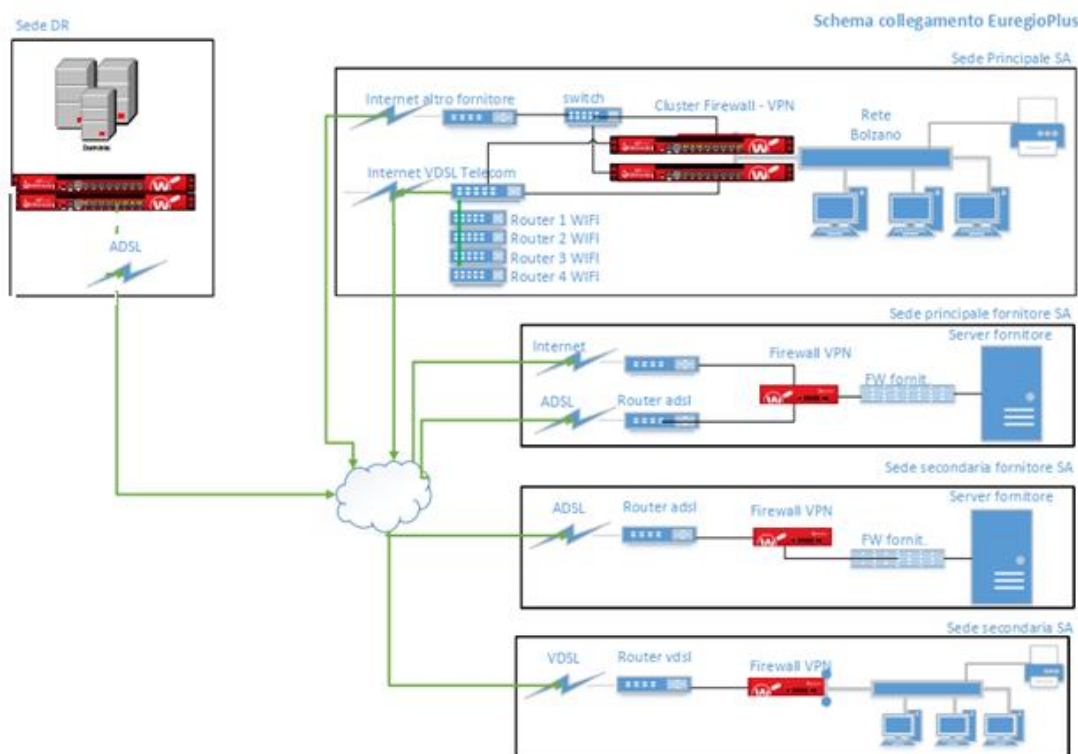 Sede DR
Schema collegamento EuregioPlus
Dominio
ADSL
Sede Principale SA
Internet altro fornitore
switch
Cluster Firewall - VPN
Rete
Bolzano
Internet VDSL Telecom
Router 1 WIFI
Router 2 WIFI
Router 3 WIFI
Router 4 WIFI
Sede principale fornitore SA
Internet
Firewall VPN
Server fornitore
FW fornit.
ADSL
Router adsl
Sede secondaria fornitore SA
ADSL
Router adsl
Firewall VPN
Server fornitore
FW fornit.
Sede secondaria SA
VDSL
Router vdsl
Firewall VPN